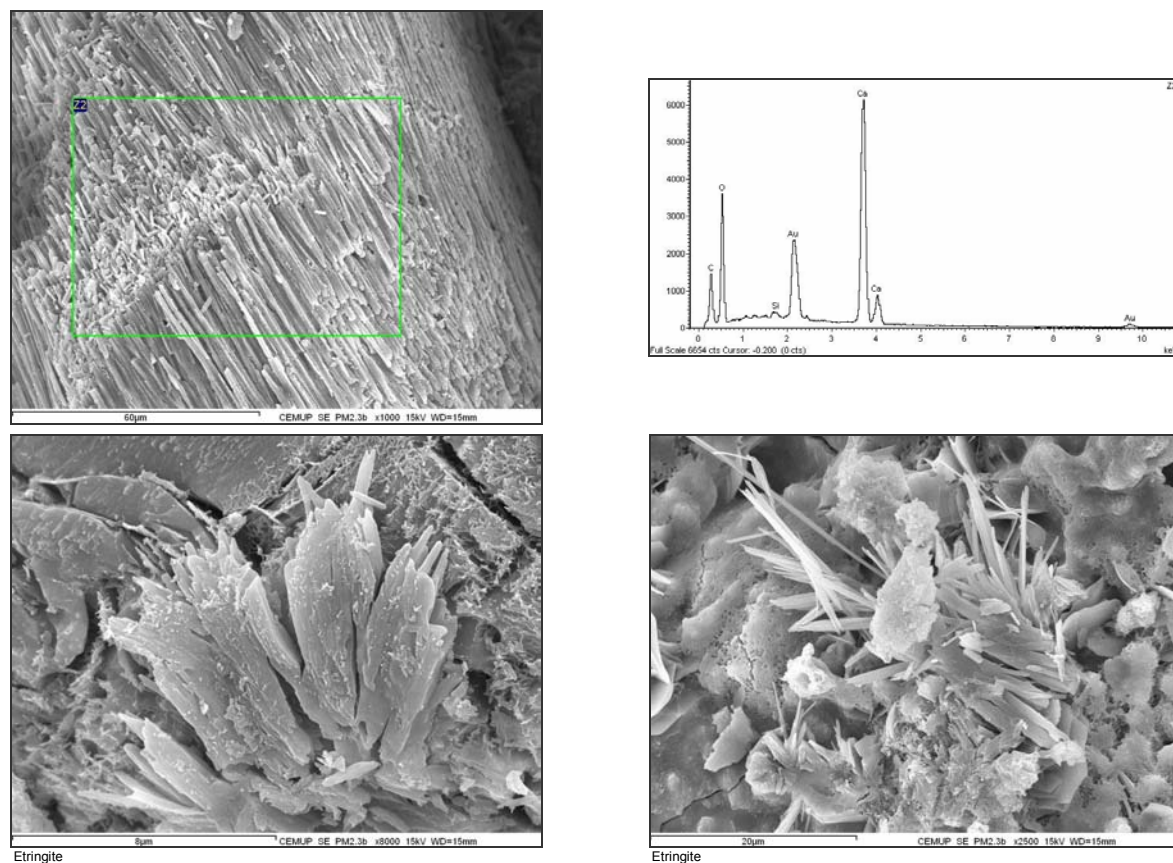 Z2
60µm CEMUP SE PM2.3b x1000 15kV WD=15mm
Ca
6000
5000
O
4000
3000
Au
2000
C
Ca
1000
Si
Au
0
0 1 2 3 4 5 6 7 8 9 10
Full Scale 6654 cts Cursor: -0.200 (0 cts)
8µm CEMUP SE PM2.3b x8000 15kV WD=15mm
Etringite
20µm CEMUP SE PM2.3b x2500 15kV WD=15mm
Etringite